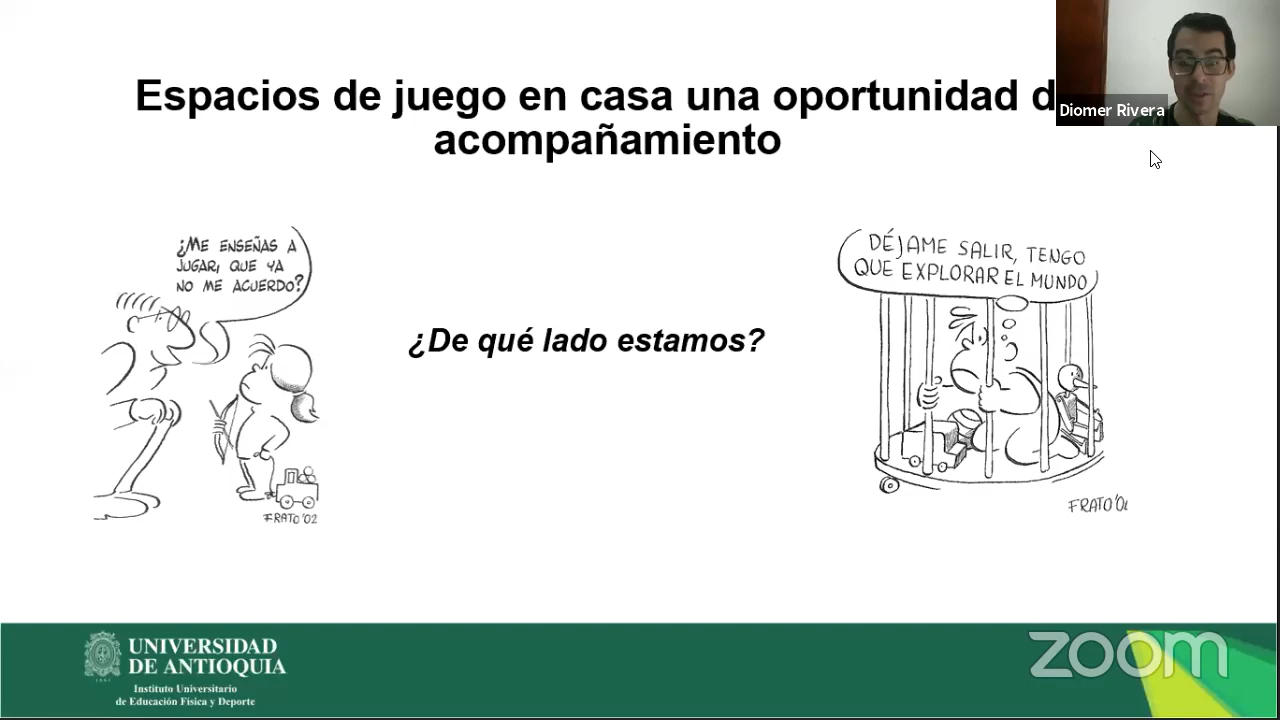 Espacios de juego en casa una oportunidad d
acompañamiento
Diomer Rivera
¿ME ENSEÑAS A
JUGAR, QUE YA
NO ME ACUERDO?
FRATO '02
¿De qué lado estamos?
DÉJAME SALIR, TENGO
QUE EXPLORAR EL MUNDO
FRATO '0
UNIVERSIDAD
DE ANTIOQUIA
Instituto Universitario
de Educación Física y Deporte
zoom